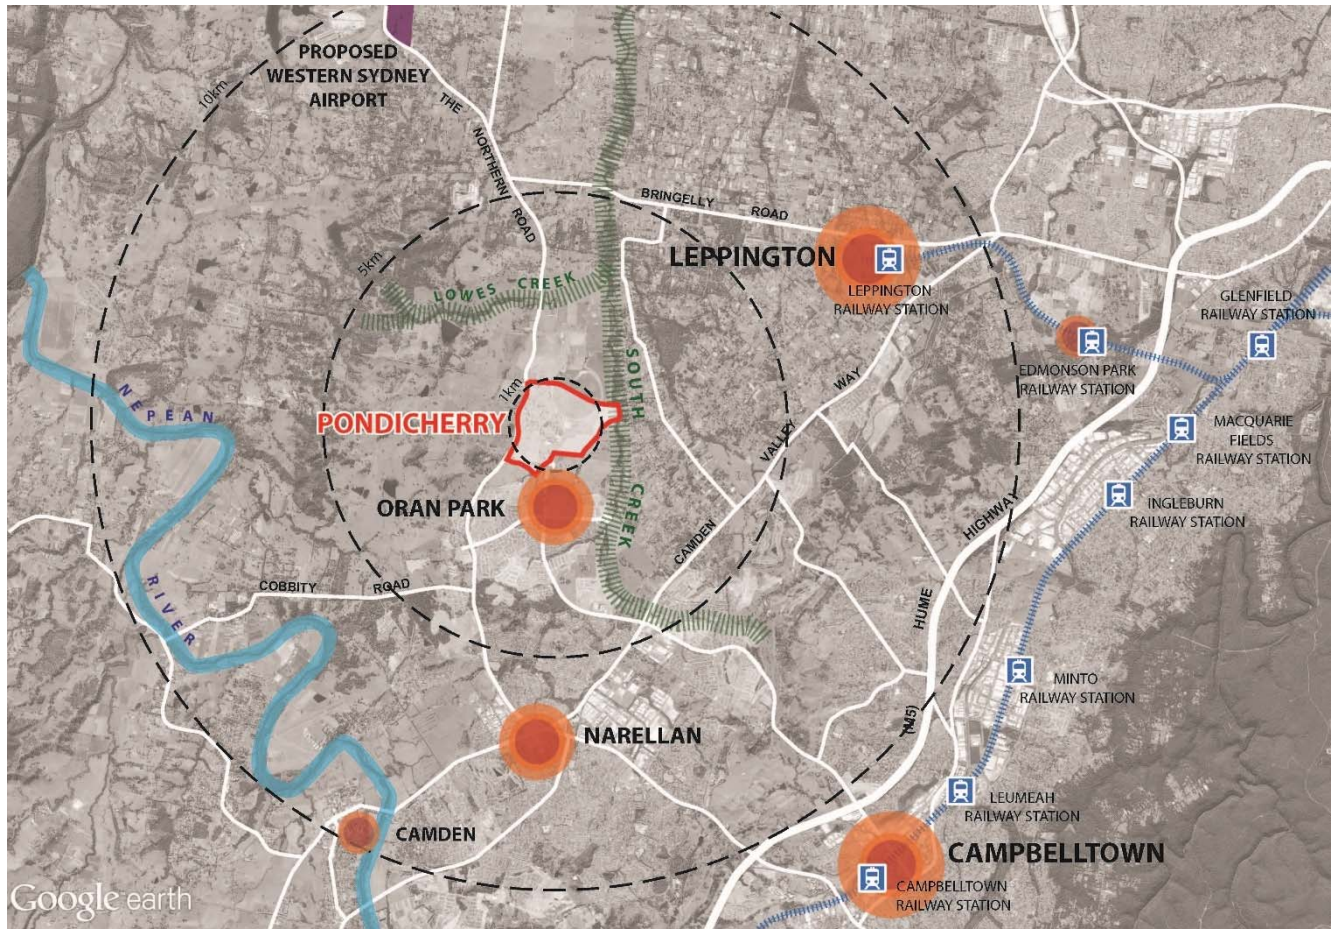 PROPOSED
WESTERN SYDNEY
AIRPORT
10km
THE NORTHERN ROAD
BRINGELLY ROAD
LEPPINGTON
LEPPINGTON
RAILWAY STATION
5km
LOWES CREEK
GLENFIELD
RAILWAY STATION
EDMONSON PARK
RAILWAY STATION
1km
PONDICHERRY
SOUTH CREEK
CAMDEN VALLEY WAY
MACQUARIE
FIELDS
RAILWAY STATION
NEPEAN RIVER
ORAN PARK
INGLEBURN
RAILWAY STATION
HUME HIGHWAY
(M5)
COBBITY ROAD
MINTO
RAILWAY STATION
NARELLAN
LEUMEAH
RAILWAY STATION
CAMDEN
CAMPBELLTOWN
CAMPBELLTOWN
RAILWAY STATION
Google earth